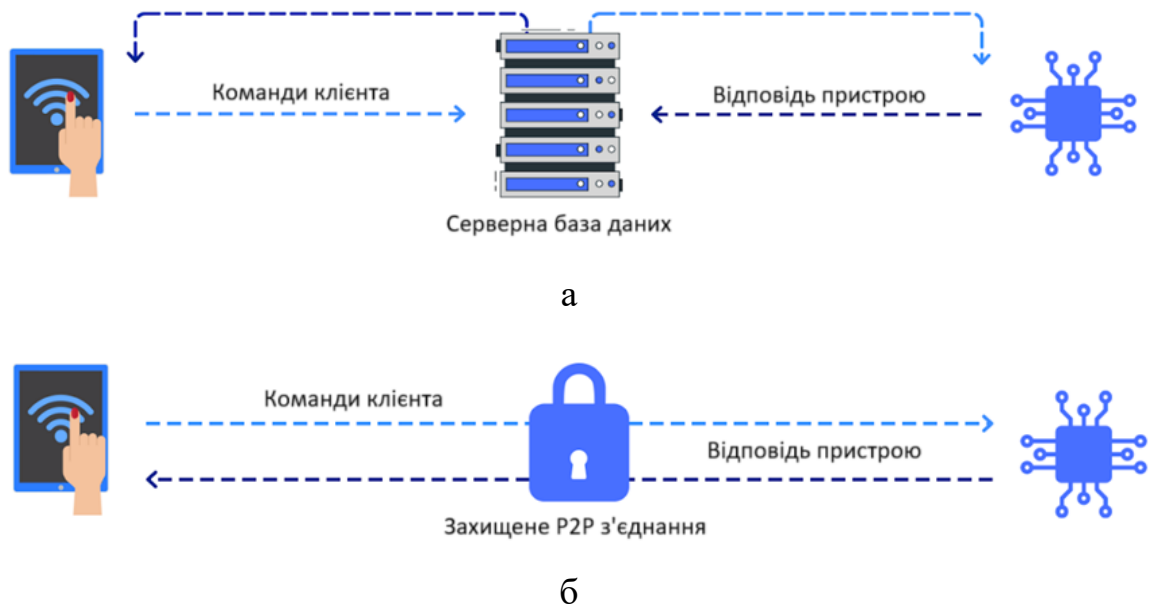 Команди клієнта
Відповідь пристрою
Серверна база даних
а
Команди клієнта
Відповідь пристрою
Захищене P2P з'єднання
б